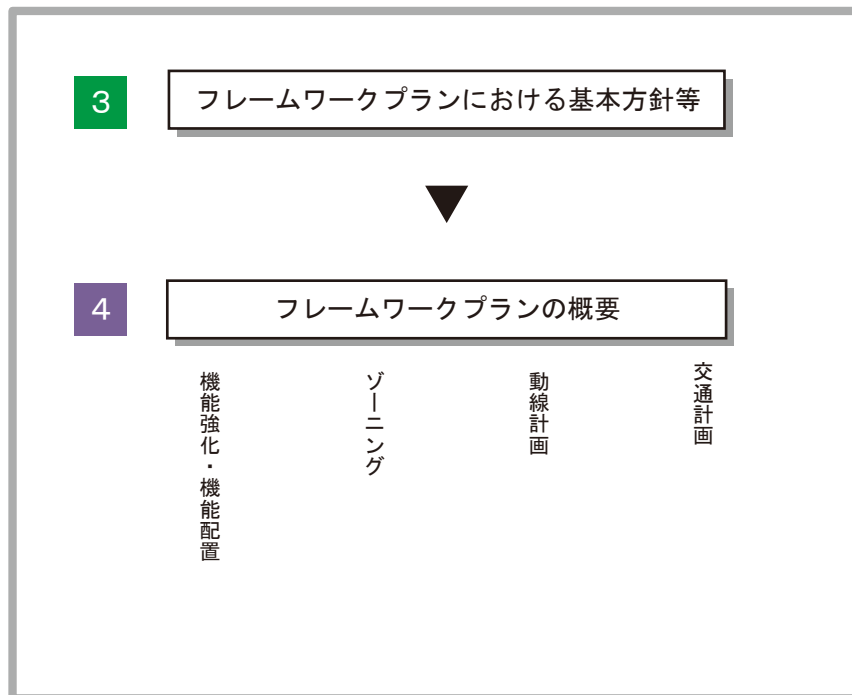 3
フレームワークプランにおける基本方針等
4
フレームワークプランの概要
機能強化・機能配置
ゾーニング
動線計画
交通計画